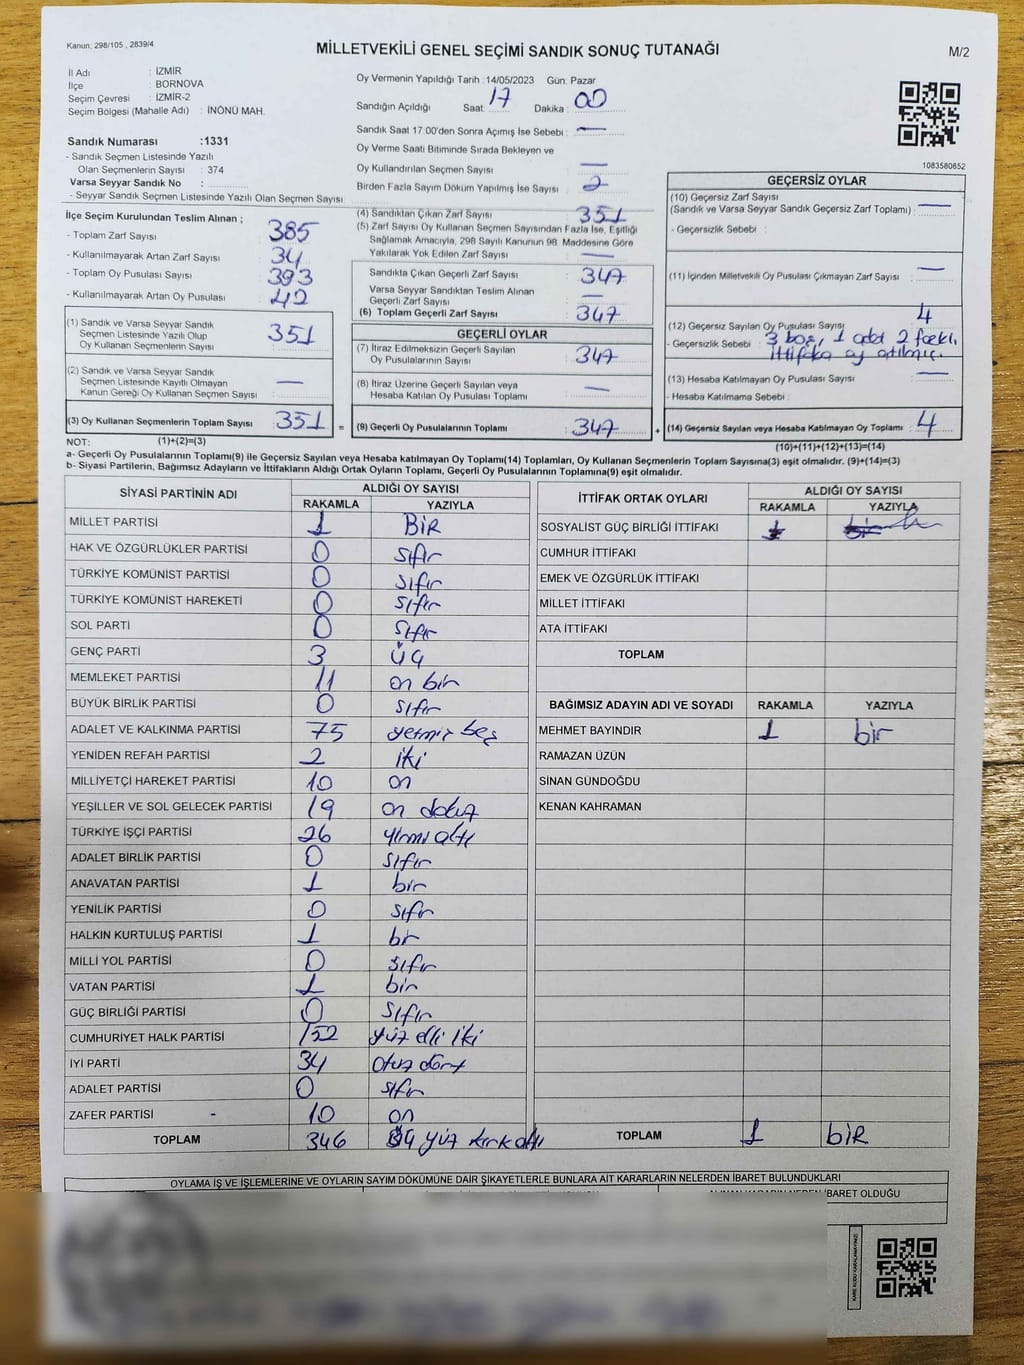 Kanun; 298/105 , 2839/4
MİLLETVEKİLİ GENEL SEÇİMİ SANDIK SONUÇ TUTANAĞI
M/2
İl Adı : İZMİR
İlçe : BORNOVA
Seçim Çevresi : İZMİR-2
Seçim Bölgesi (Mahalle Adı) : İNÖNÜ MAH.
Sandık Numarası :1331
- Sandık Seçmen Listesinde Yazılı
Olan Seçmenlerin Sayısı : 374
Varsa Seyyar Sandık No :
- Seyyar Sandık Seçmen Listesinde Yazılı Olan Seçmen Sayısı
Oy Vermenin Yapıldığı Tarih :14/05/2023 Gün: Pazar
Sandığın Açıldığı Saat: 17 Dakika : 00
Sandık Saat 17:00'den Sonra Açımış İse Sebebi : —
Oy Verme Saati Bitiminde Sırada Bekleyen ve
Oy Kullandırılan Seçmen Sayısı —
Birden Fazla Sayım Döküm Yapılmış İse Sayısı : 2
1083580852
İlçe Seçim Kurulundan Teslim Alınan ;
- Toplam Zarf Sayısı : 385
- Kullanılmayarak Artan Zarf Sayısı : 34
- Toplam Oy Pusulası Sayısı : 393
- Kullanılmayarak Artan Oy Pusulası : 42
(1) Sandık ve Varsa Seyyar Sandık
Seçmen Listesinde Yazılı Olup
Oy Kullanan Seçmenlerin Sayısı : 351
(2) Sandık ve Varsa Seyyar Sandık
Seçmen Listesinde Kayıtlı Olmayan
Kanun Gereği Oy Kullanan Seçmen Sayısı : —
(3) Oy Kullanan Seçmenlerin Toplam Sayısı : 351 =
(4) Sandıktan Çıkan Zarf Sayısı : 351
(5) Zarf Sayısı Oy Kullanan Seçmen Sayısından Fazla İse, Eşitliği
Sağlamak Amacıyla, 298 Sayılı Kanunun 98. Maddesine Göre
Yakılarak Yok Edilen Zarf Sayısı : —
Sandıkta Çıkan Geçerli Zarf Sayısı : 347
Varsa Seyyar Sandıktan Teslim Alınan
Geçerli Zarf Sayısı : —
(6) Toplam Geçerli Zarf Sayısı : 347
GEÇERLİ OYLAR
(7) İtiraz Edilmeksizin Geçerli Sayılan
Oy Pusulalarının Sayısı : 347
(8) İtiraz Üzerine Geçerli Sayılan veya
Hesaba Katılan Oy Pusulası Toplamı : —
(9) Geçerli Oy Pusulalarının Toplamı : 347 +
GEÇERSİZ OYLAR
(10) Geçersiz Zarf Sayısı
(Sandık ve Varsa Seyyar Sandık Geçersiz Zarf Toplamı) : —
- Geçersizlik Sebebi :
(11) İçinden Milletvekili Oy Pusulası Çıkmayan Zarf Sayısı : —
(12) Geçersiz Sayılan Oy Pusulası Sayısı : 4
- Geçersizlik Sebebi : 3 boş, 1 adet 2 farklı
ittifaka oy atılmış.
(13) Hesaba Katılmayan Oy Pusulası Sayısı : —
- Hesaba Katılmama Sebebi :
(14) Geçersiz Sayılan veya Hesaba Katılmayan Oy Toplamı : 4
NOT: (1)+(2)=(3)
(10)+(11)+(12)+(13)=(14)
a- Geçerli Oy Pusulalarının Toplamı(9) ile Geçersiz Sayılan veya Hesaba katılmayan Oy Toplamı(14) Toplamları, Oy Kullanan Seçmenlerin Toplam Sayısına(3) eşit olmalıdır. (9)+(14)=(3)
b- Siyasi Partilerin, Bağımsız Adayların ve İttifakların Aldığı Ortak Oyların Toplamı, Geçerli Oy Pusulalarının Toplamına(9) eşit olmalıdır.
SİYASİ PARTİNİN ADI ALDIĞI OY SAYISI
RAKAMLA YAZIYLA
MİLLET PARTİSİ 1 BİR
HAK VE ÖZGÜRLÜKLER PARTİSİ 0 sıfır
TÜRKİYE KOMÜNİST PARTİSİ 0 sıfır
TÜRKİYE KOMÜNİST HAREKETİ 0 sıfır
SOL PARTİ 0 sıfır
GENÇ PARTİ 3 üç
MEMLEKET PARTİSİ 11 on bir
BÜYÜK BİRLİK PARTİSİ 0 sıfır
ADALET VE KALKINMA PARTİSİ 75 yetmiş beş
YENİDEN REFAH PARTİSİ 2 iki
MİLLİYETÇİ HAREKET PARTİSİ 10 on
YEŞİLLER VE SOL GELECEK PARTİSİ 19 on dokuz
TÜRKİYE İŞÇİ PARTİSİ 26 yirmi altı
ADALET BİRLİK PARTİSİ 0 sıfır
ANAVATAN PARTİSİ 1 bir
YENİLİK PARTİSİ 0 sıfır
HALKIN KURTULUŞ PARTİSİ 1 bir
MİLLİ YOL PARTİSİ 0 sıfır
VATAN PARTİSİ 1 bir
GÜÇ BİRLİĞİ PARTİSİ 0 sıfır
CUMHURİYET HALK PARTİSİ 152 yüz elli iki
İYİ PARTİ 34 otuz dört
ADALET PARTİSİ 0 sıfır
ZAFER PARTİSİ - 10 on
TOPLAM 346 üç yüz kırk altı
İTTİFAK ORTAK OYLARI ALDIĞI OY SAYISI
RAKAMLA YAZIYLA
SOSYALİST GÜÇ BİRLİĞİ İTTİFAKI
CUMHUR İTTİFAKI
EMEK VE ÖZGÜRLÜK İTTİFAKI
MİLLET İTTİFAKI
ATA İTTİFAKI
TOPLAM
BAĞIMSIZ ADAYIN ADI VE SOYADI RAKAMLA YAZIYLA
MEHMET BAYINDIR 1 bir
RAMAZAN ÜZÜN
SİNAN GÜNDOĞDU
KENAN KAHRAMAN
TOPLAM 1 BİR
OYLAMA İŞ VE İŞLEMLERİNE VE OYLARIN SAYIM DÖKÜMÜNE DAİR ŞİKAYETLERLE BUNLARA AİT KARARLARIN NELERDEN İBARET BULUNDUKLARI
ALINAN KARARIN NEDEN İBARET OLDUĞU
KARE KODU KARALAMAYINIZ!